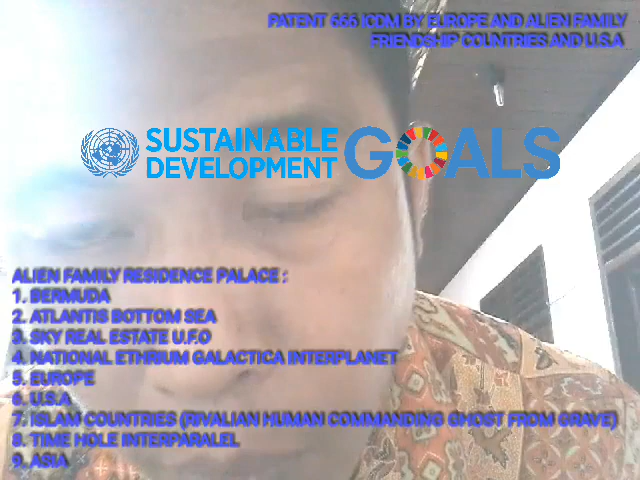 PATENT 666 ICDM BY EUROPE AND ALIEN FAMILY
FRIENDSHIP COUNTRIES AND U.S.A
SUSTAINABLE
DEVELOPMENT
GOALS
ALIEN FAMILY RESIDENCE PALACE :
1. BERMUDA
2. ATLANTIS BOTTOM SEA
3. SKY REAL ESTATE U.F.O
4. NATIONAL ETHRIUM GALACTICA INTERPLANET
5. EUROPE
6. U.S.A
7. ISLAM COUNTRIES (RIVALIAN HUMAN COMMANDING GHOST FROM GRAVE)
8. TIME HOLE INTERPARALEL
9. ASIA